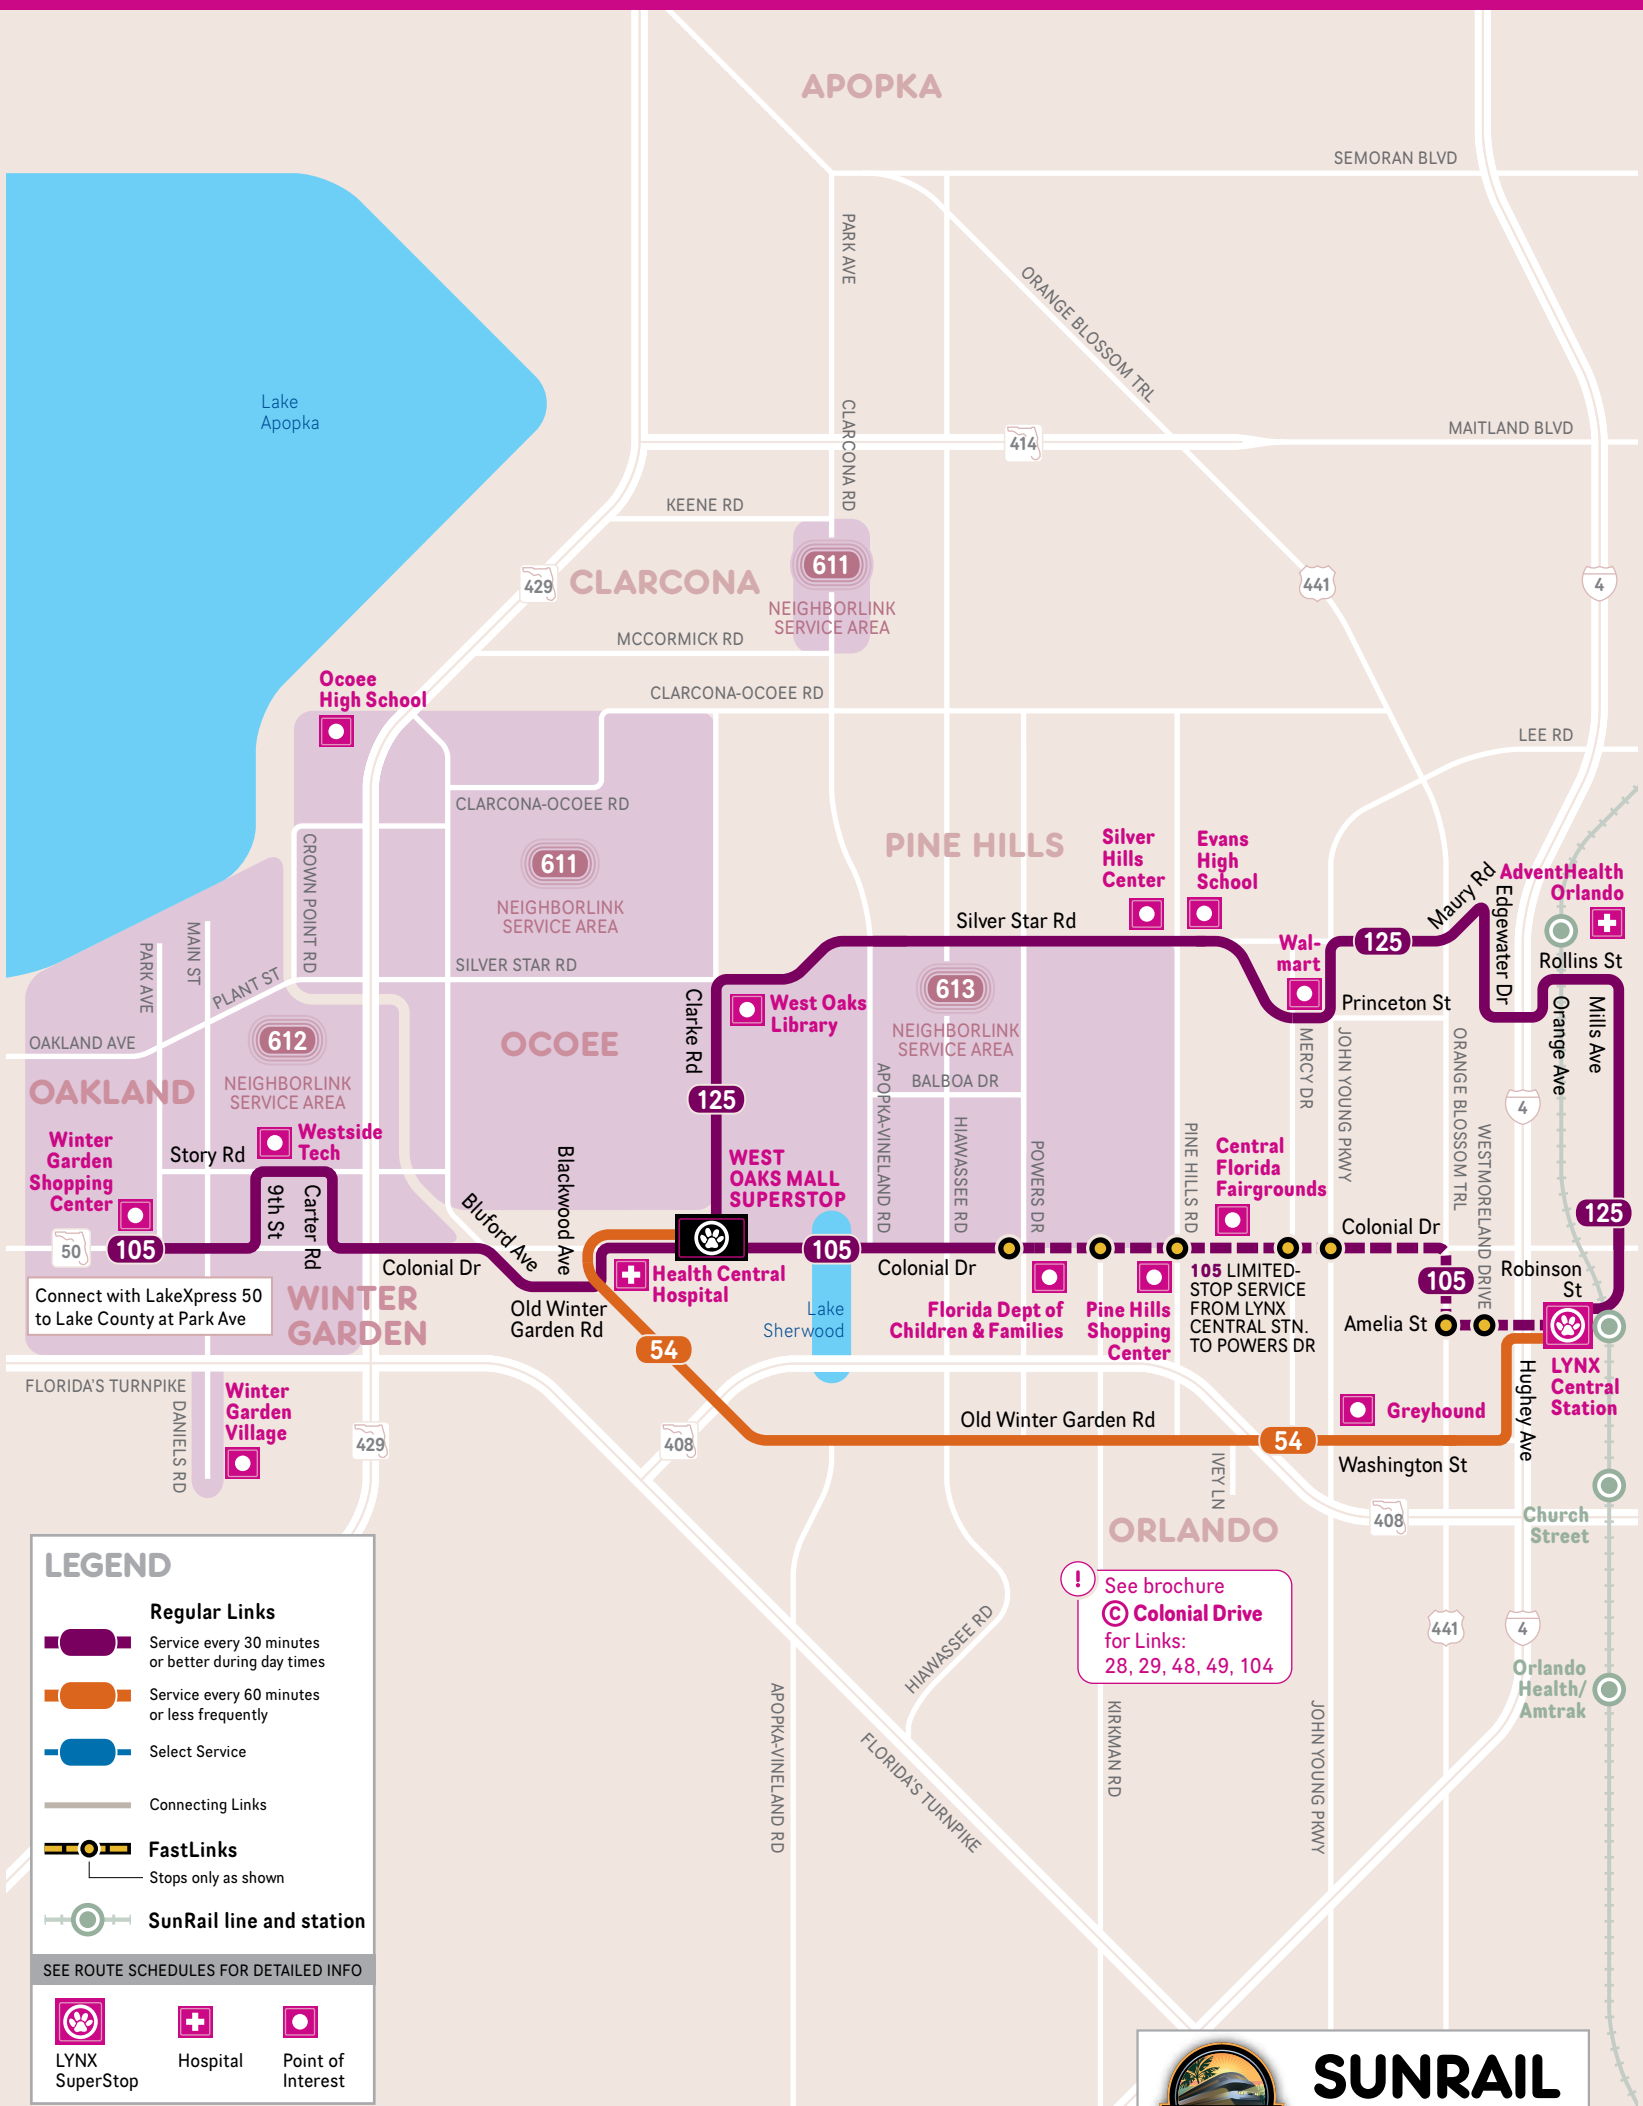 APOPKA
SEMORAN BLVD
PARK AVE
ORANGE BLOSSOM TRL
Lake
Apopka
CLARCONA RD
414
MAITLAND BLVD
KEENE RD
611
429
CLARCONA
441
4
NEIGHBORLINK
SERVICE AREA
MCCORMICK RD
Ocoee
High School
CLARCONA-OCOEE RD
LEE RD
CLARCONA-OCOEE RD
CROWN POINT RD
611
NEIGHBORLINK
SERVICE AREA
PINE HILLS
Silver
Hills
Center
Evans
High
School
Maury Rd
AdventHealth
Orlando
Edgewater Dr
Silver Star Rd
125
Wal-
mart
Rollins St
MAIN ST
PARK AVE
PLANT ST
SILVER STAR RD
613
Clarke Rd
West Oaks
Library
Princeton St
Orange Ave
Mills Ave
OAKLAND AVE
612
OCOEE
NEIGHBORLINK
SERVICE AREA
MERCY DR
JOHN YOUNG PKWY
ORANGE BLOSSOM TRL
OAKLAND
NEIGHBORLINK
SERVICE AREA
125
APOPKA-VINELAND RD
BALBOA DR
4
Winter
Garden
Shopping
Center
Story Rd
Westside
Tech
Blackwood Ave
WEST
OAKS MALL
SUPERSTOP
HIAWASSEE RD
POWERS DR
PINE HILLS RD
Central
Florida
Fairgrounds
WESTMORELAND DRIVE
9th St
Carter Rd
Bluford Ave
125
50
105
105
Colonial Dr
Colonial Dr
Colonial Dr
Connect with LakeXpress 50
to Lake County at Park Ave
WINTER
GARDEN
Old Winter
Garden Rd
Health Central
Hospital
Lake
Sherwood
Florida Dept of
Children & Families
Pine Hills
Shopping
Center
105 LIMITED-
STOP SERVICE
FROM LYNX
CENTRAL STN.
TO POWERS DR
105
Robinson
St
Amelia St
54
FLORIDA'S TURNPIKE
DANIELS RD
Winter
Garden
Village
429
408
Old Winter Garden Rd
54
Greyhound
Hughey Ave
LYNX
Central
Station
Washington St
IVEY LN
408
Church
Street
ORLANDO
!
See brochure
C Colonial Drive
for Links:
28, 29, 48, 49, 104
441
4
HIAWASSEE RD
APOPKA-VINELAND RD
FLORIDA'S TURNPIKE
KIRKMAN RD
JOHN YOUNG PKWY
Orlando
Health/
Amtrak
LEGEND
Regular Links
Service every 30 minutes
or better during day times
Service every 60 minutes
or less frequently
Select Service
Connecting Links
FastLinks
Stops only as shown
SunRail line and station
SEE ROUTE SCHEDULES FOR DETAILED INFO
LYNX
SuperStop
Hospital
Point of
Interest
SUNRAIL